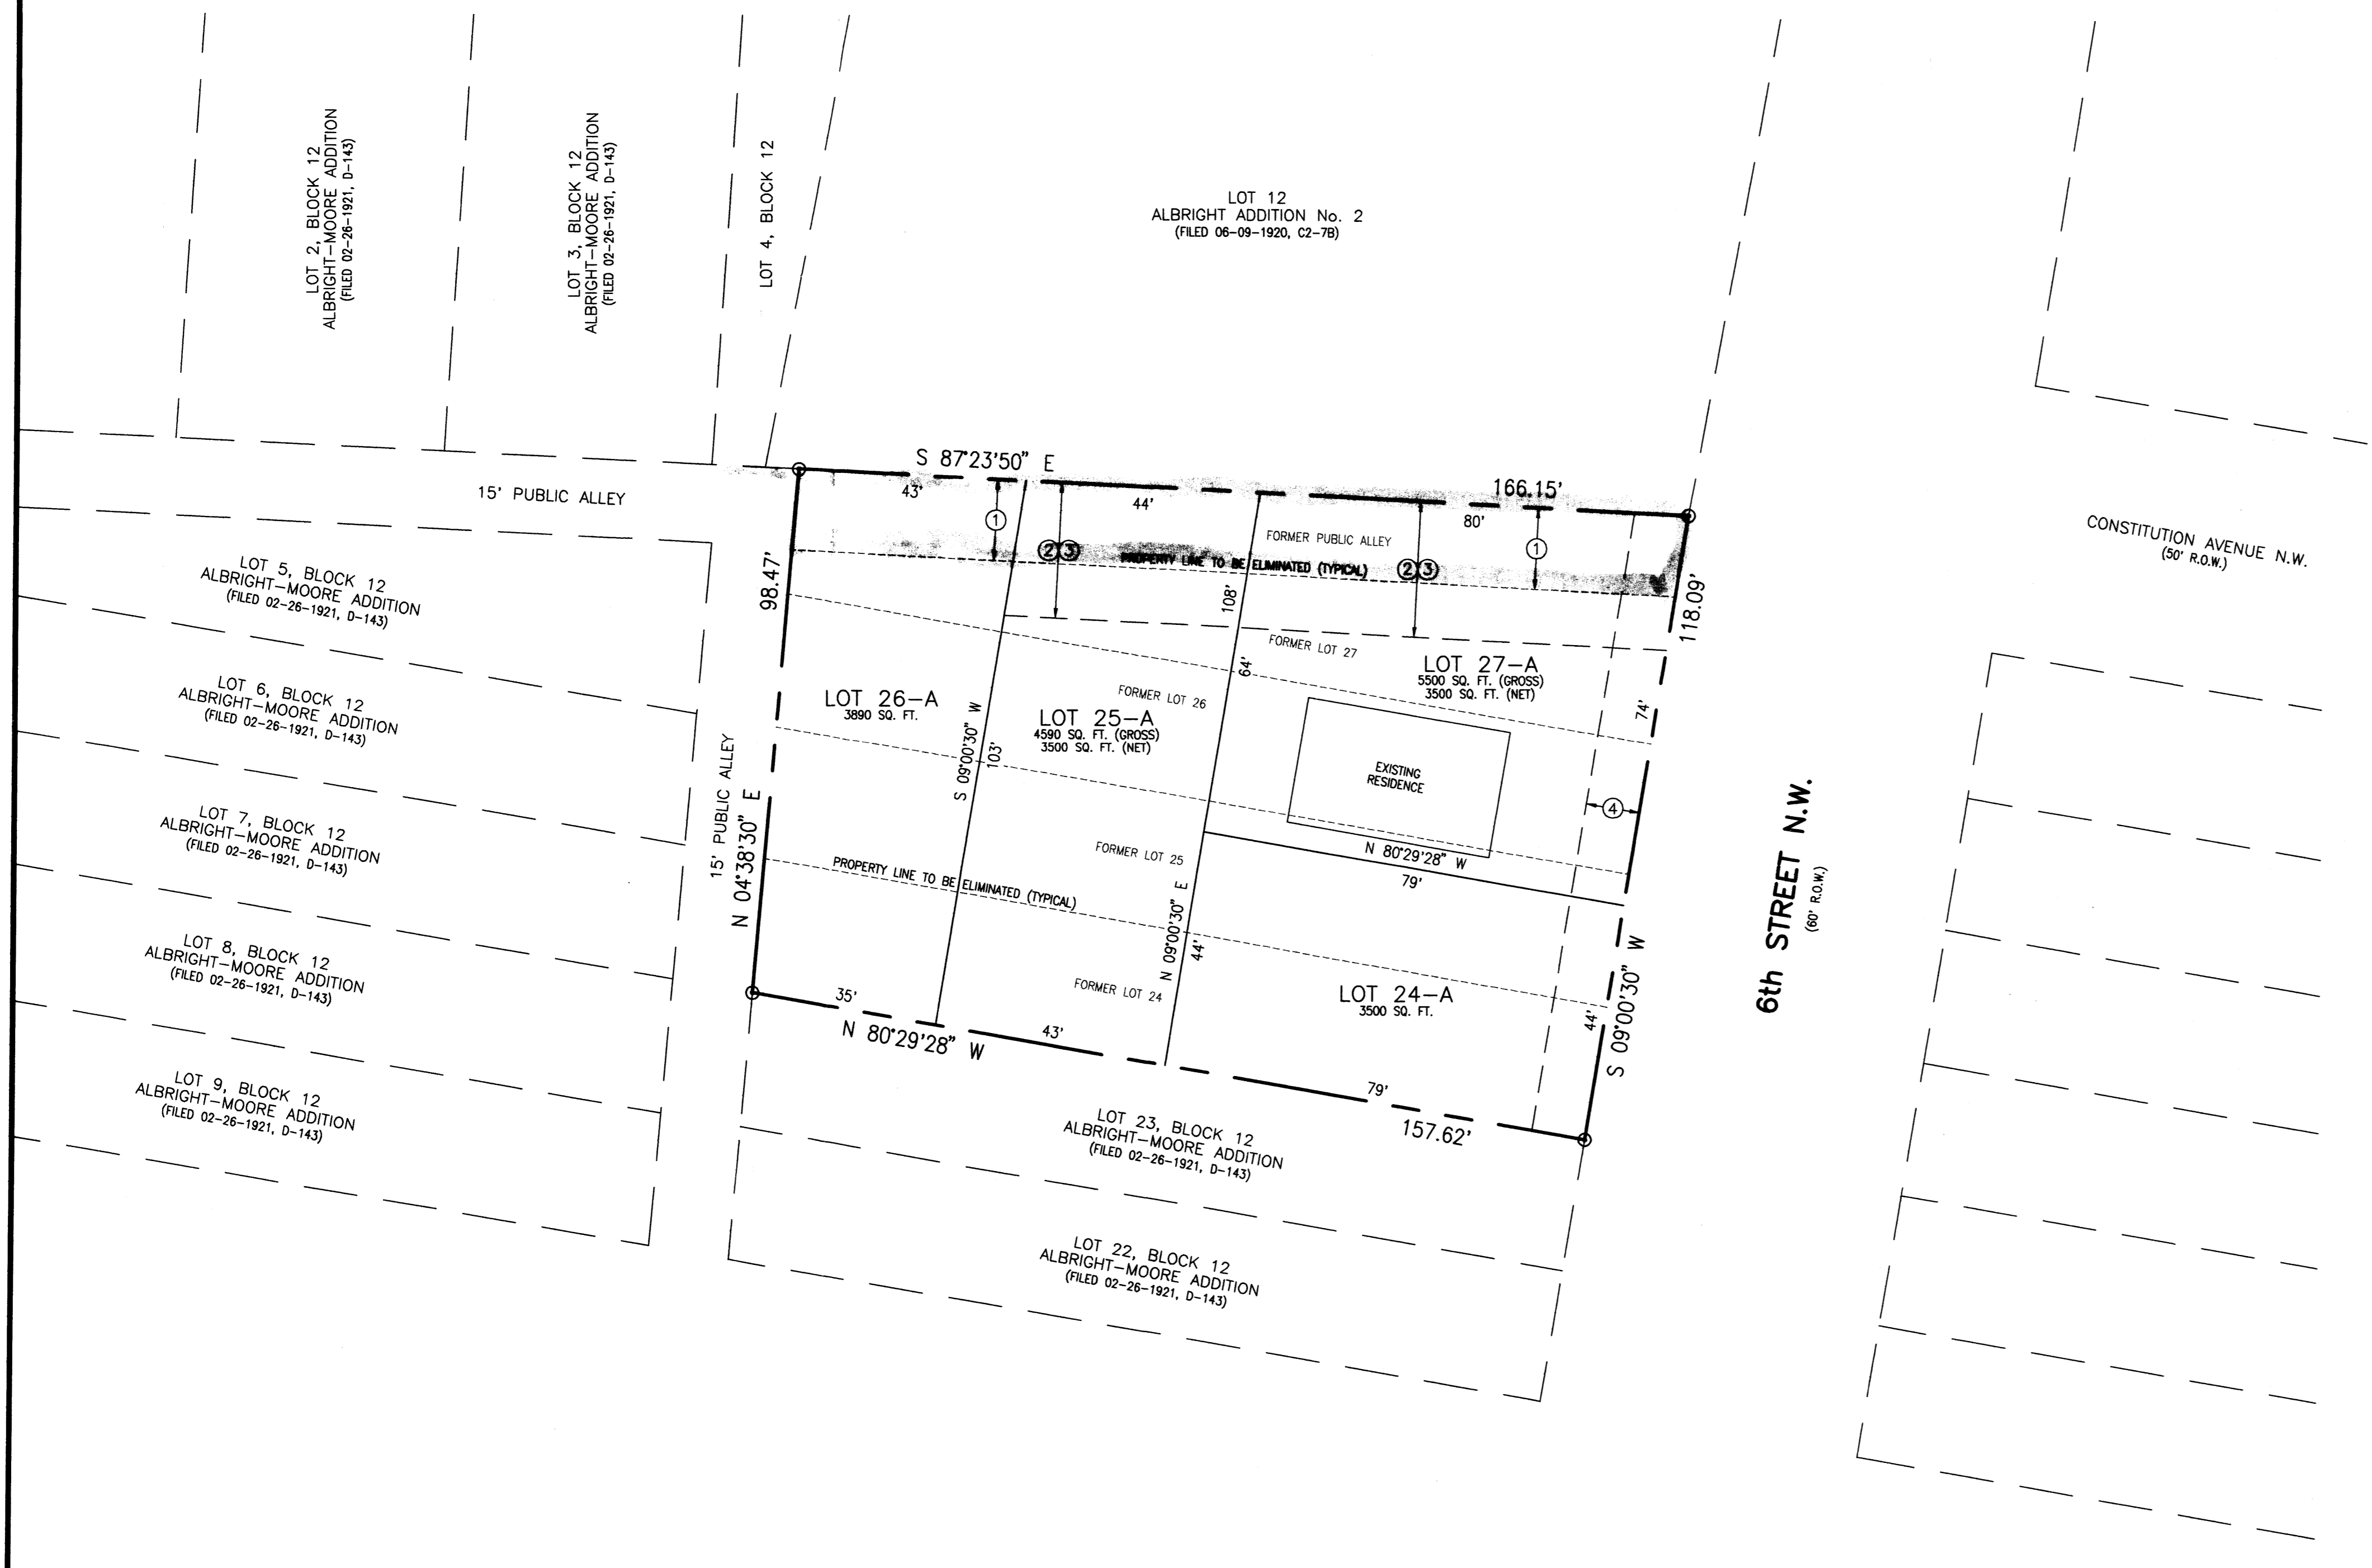 LOT 2, BLOCK 12
ALBRIGHT-MOORE ADDITION
(FILED 02-26-1921, D-143)
LOT 3, BLOCK 12
ALBRIGHT-MOORE ADDITION
(FILED 02-26-1921, D-143)
LOT 4, BLOCK 12
LOT 12
ALBRIGHT ADDITION No. 2
(FILED 06-09-1920, C2-7B)
15' PUBLIC ALLEY
S 87°23'50" E
166.15'
43'
44'
80'
1
2
3
2
3
1
FORMER PUBLIC ALLEY
PROPERTY LINE TO BE ELIMINATED (TYPICAL)
CONSTITUTION AVENUE N.W.
(50' R.O.W.)
98.47'
108'
118.09'
LOT 5, BLOCK 12
ALBRIGHT-MOORE ADDITION
(FILED 02-26-1921, D-143)
FORMER LOT 27
64'
LOT 27-A
5500 SQ. FT. (GROSS)
3500 SQ. FT. (NET)
LOT 6, BLOCK 12
ALBRIGHT-MOORE ADDITION
(FILED 02-26-1921, D-143)
LOT 26-A
3890 SQ. FT.
FORMER LOT 26
LOT 25-A
4590 SQ. FT. (GROSS)
3500 SQ. FT. (NET)
S 09°00'30" W
103'
74'
EXISTING
RESIDENCE
4
15' PUBLIC ALLEY
N 04°38'30" E
LOT 7, BLOCK 12
ALBRIGHT-MOORE ADDITION
(FILED 02-26-1921, D-143)
PROPERTY LINE TO BE ELIMINATED (TYPICAL)
FORMER LOT 25
N 80°29'28" W
79'
6th STREET N.W.
(60' R.O.W.)
LOT 8, BLOCK 12
ALBRIGHT-MOORE ADDITION
(FILED 02-26-1921, D-143)
N 09°00'30" E
44'
FORMER LOT 24
LOT 24-A
3500 SQ. FT.
44'
S 09°00'30" W
35'
N 80°29'28" W
43'
79'
157.62'
LOT 9, BLOCK 12
ALBRIGHT-MOORE ADDITION
(FILED 02-26-1921, D-143)
LOT 23, BLOCK 12
ALBRIGHT-MOORE ADDITION
(FILED 02-26-1921, D-143)
LOT 22, BLOCK 12
ALBRIGHT-MOORE ADDITION
(FILED 02-26-1921, D-143)